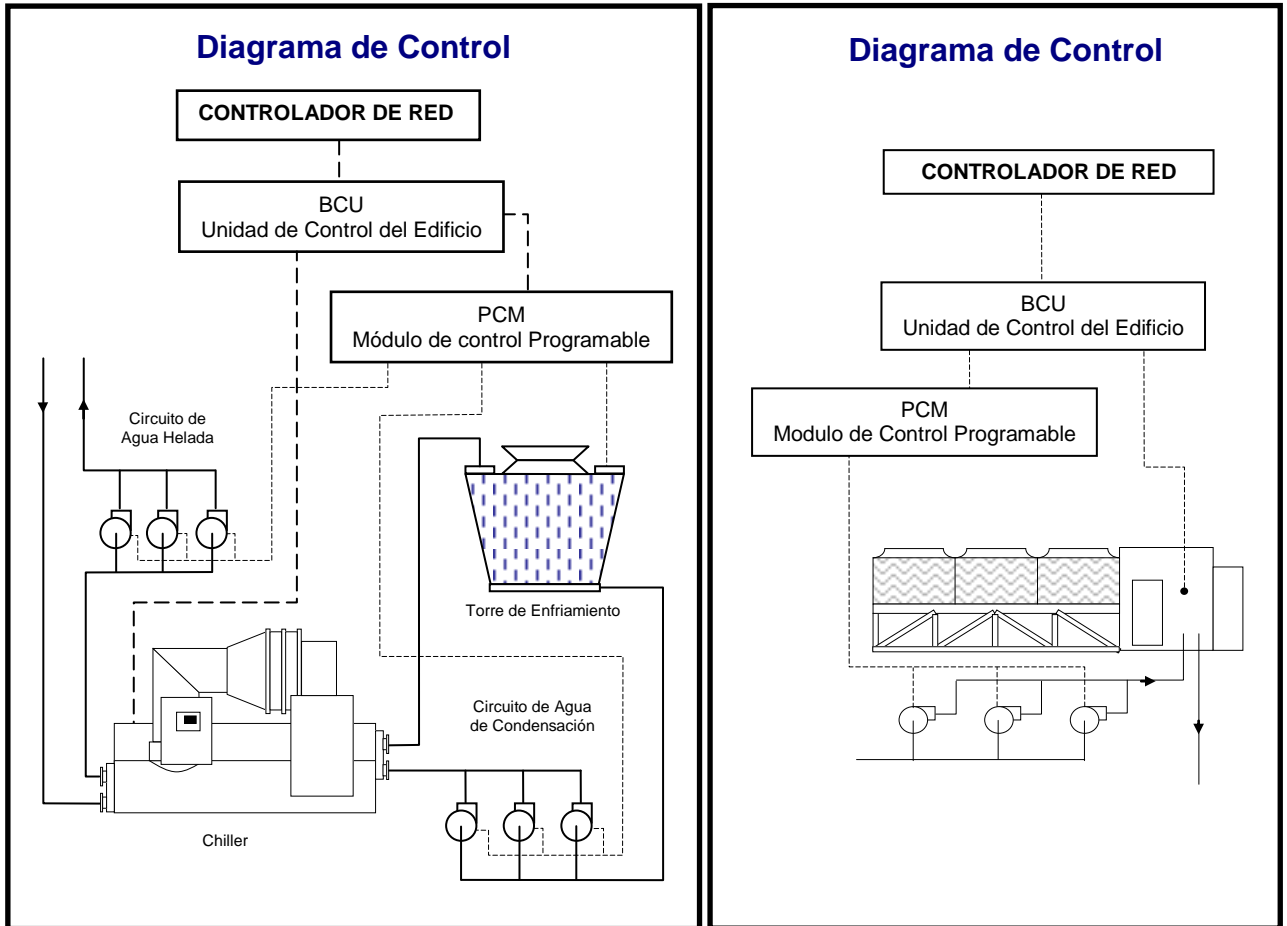 Diagrama de Control
CONTROLADOR DE RED
BCU
Unidad de Control del Edificio
PCM
Módulo de control Programable
Circuito de
Agua Helada
Torre de Enfriamiento
Circuito de Agua
de Condensación
Chiller
Diagrama de Control
CONTROLADOR DE RED
BCU
Unidad de Control del Edificio
PCM
Modulo de Control Programable